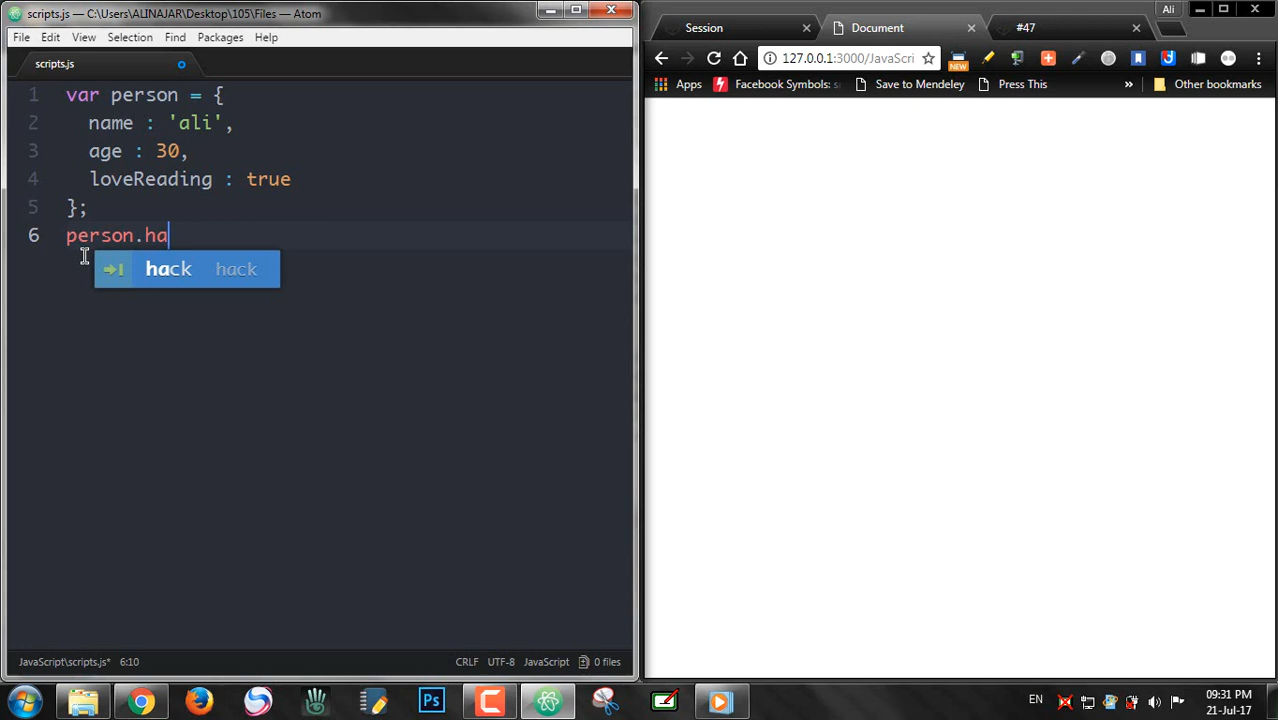 scripts.js — C:\Users\ALINAJAR\Desktop\105\Files — Atom
File Edit View Selection Find Packages Help
scripts.js
1 var person = {
2 name : 'ali',
3 age : 30,
4 loveReading : true
5 };
6 person.ha
hack hack
JavaScript\scripts.js* 6:10 CRLF UTF-8 JavaScript 0 files
Ali
Session Document #47
127.0.0.1:3000/JavaScri
NEW
Apps Facebook Symbols: Save to Mendeley Press This » Other bookmarks
Ps
EN
09:31 PM
21-Jul-17